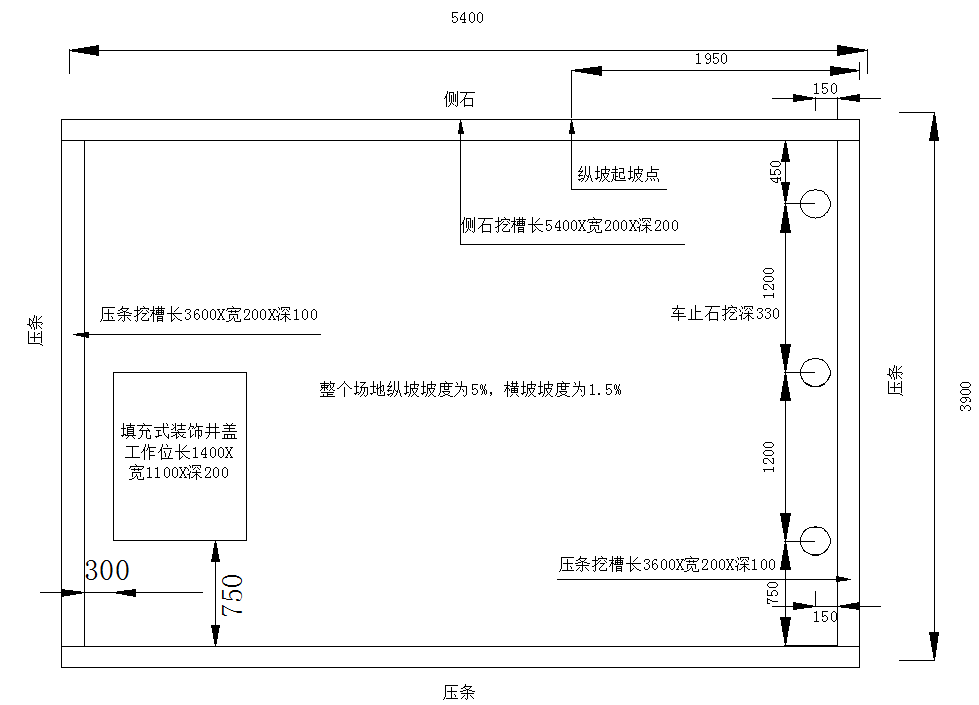 5400
1950
150
侧石
纵坡起坡点
450
侧石挖槽长5400X宽200X深200
1200
压条挖槽长3600X宽200X深100
车止石挖深330
压条
整个场地纵坡坡度为5%，横坡坡度为1.5%
压条
3900
填充式装饰井盖
工作位长1400X
宽1100X深200
1200
压条挖槽长3600X宽200X深100
300
750
750
150
压条